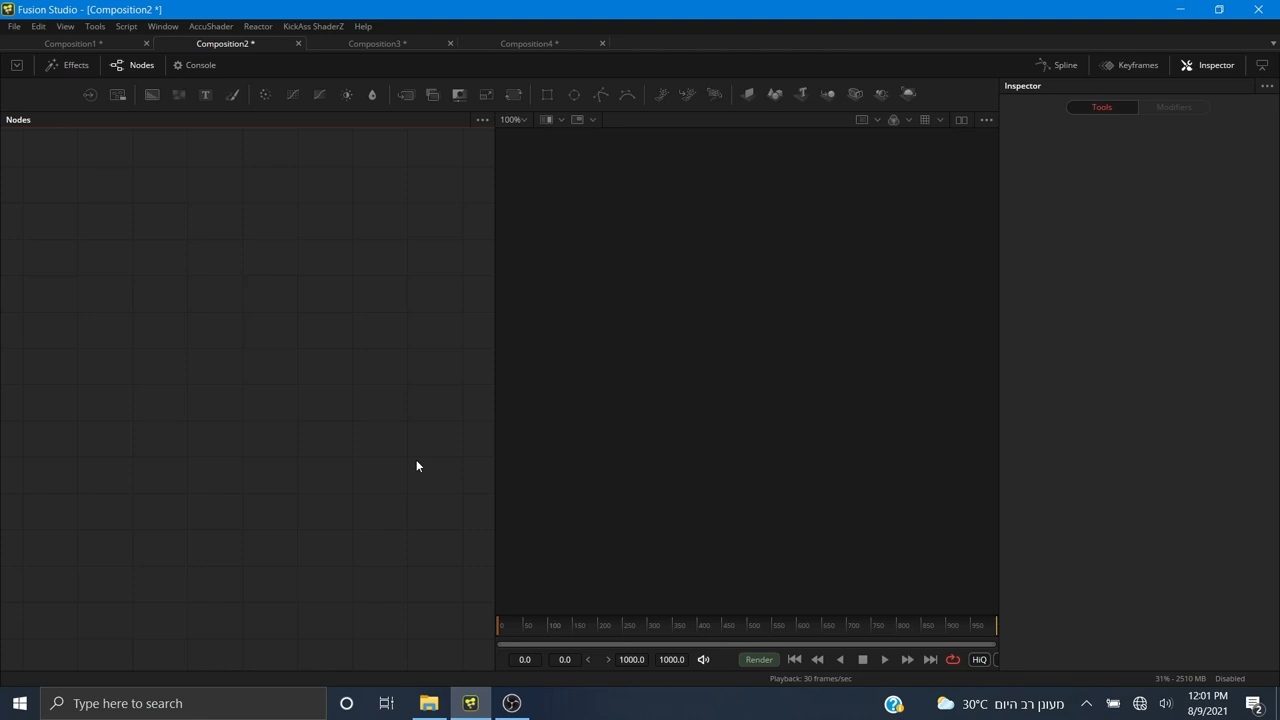 Fusion Studio - [Composition2 *]
File Edit View Tools Script Window AccuShader Reactor KickAss ShaderZ Help
Composition1 * Composition2 * Composition3 * Composition4 *
Effects Nodes Console Spline Keyframes Inspector
Nodes
100%
Inspector
Tools Modifiers
0 50 100 150 200 250 300 350 400 450 500 550 600 650 700 750 800 850 900 950
0.0 0.0 1000.0 1000.0 Render HiQ
Playback: 30 frames/sec 31% - 2510 MB Disabled
Type here to search
30°C מעונן רב היום
12:01 PM
8/9/2021
2